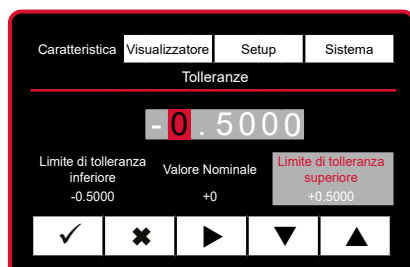 Caratteristica Visualizzatore Setup Sistema
Tolleranze
-0.5000
Limite di tolleranza inferiore
-0.5000
Valore Nominale
+0
Limite di tolleranza superiore
+0.5000